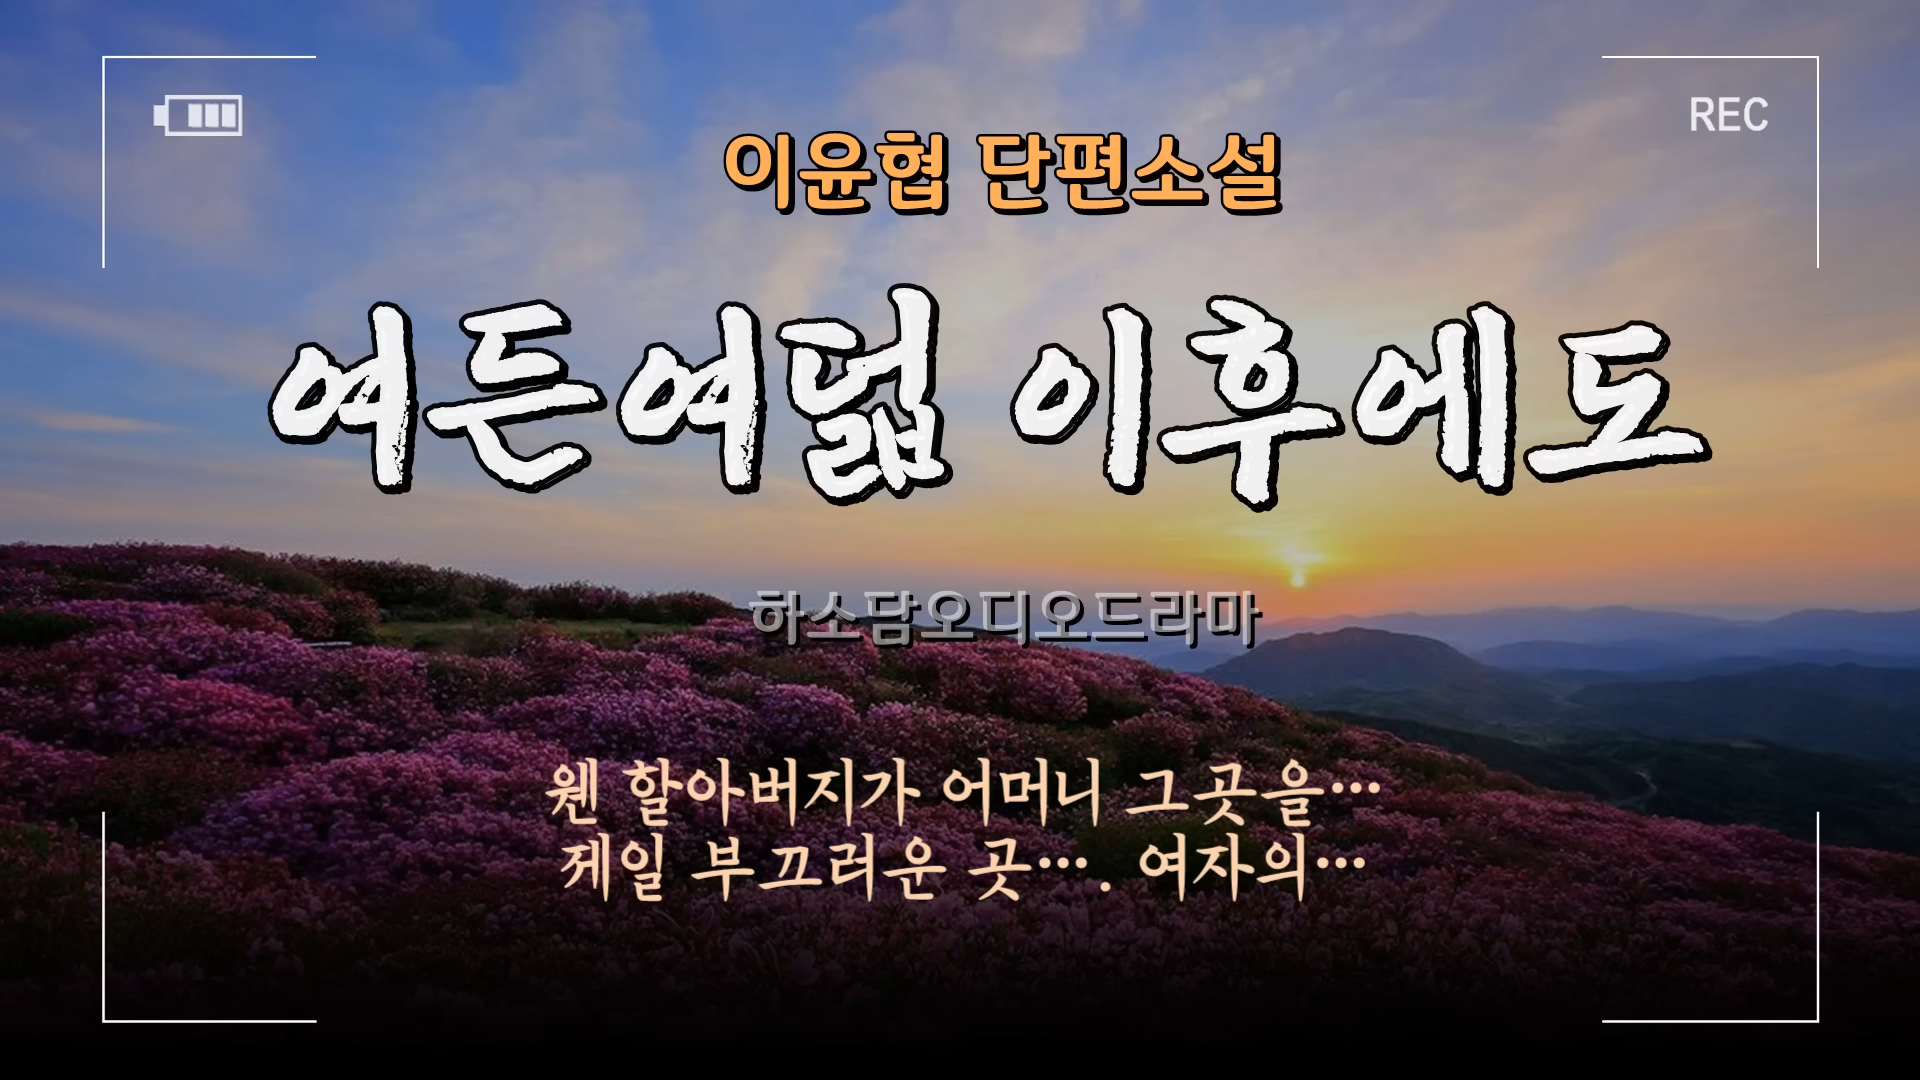 REC
이윤협 단편소설
여든여덟 이후에도
하소담오디오드라마
웬 할아버지가 어머니 그곳을…
제일 부끄러운 곳…. 여자의…